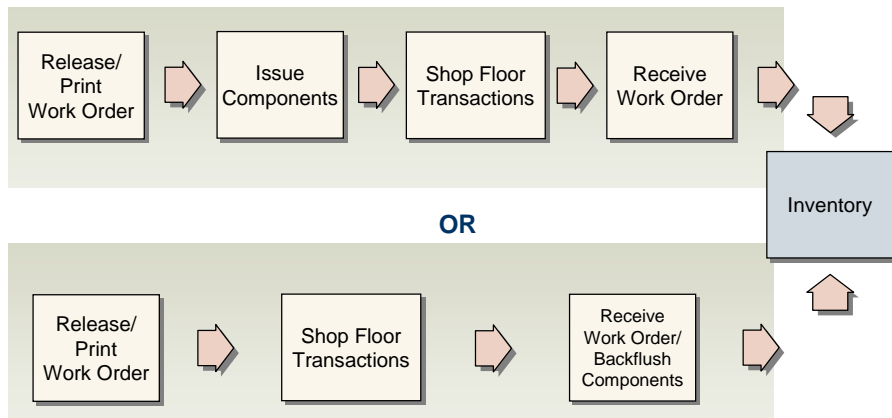 Release/
Print
Work Order
Issue
Components
Shop Floor
Transactions
Receive
Work Order
Inventory
OR
Release/
Print
Work Order
Shop Floor
Transactions
Receive
Work Order/
Backflush
Components